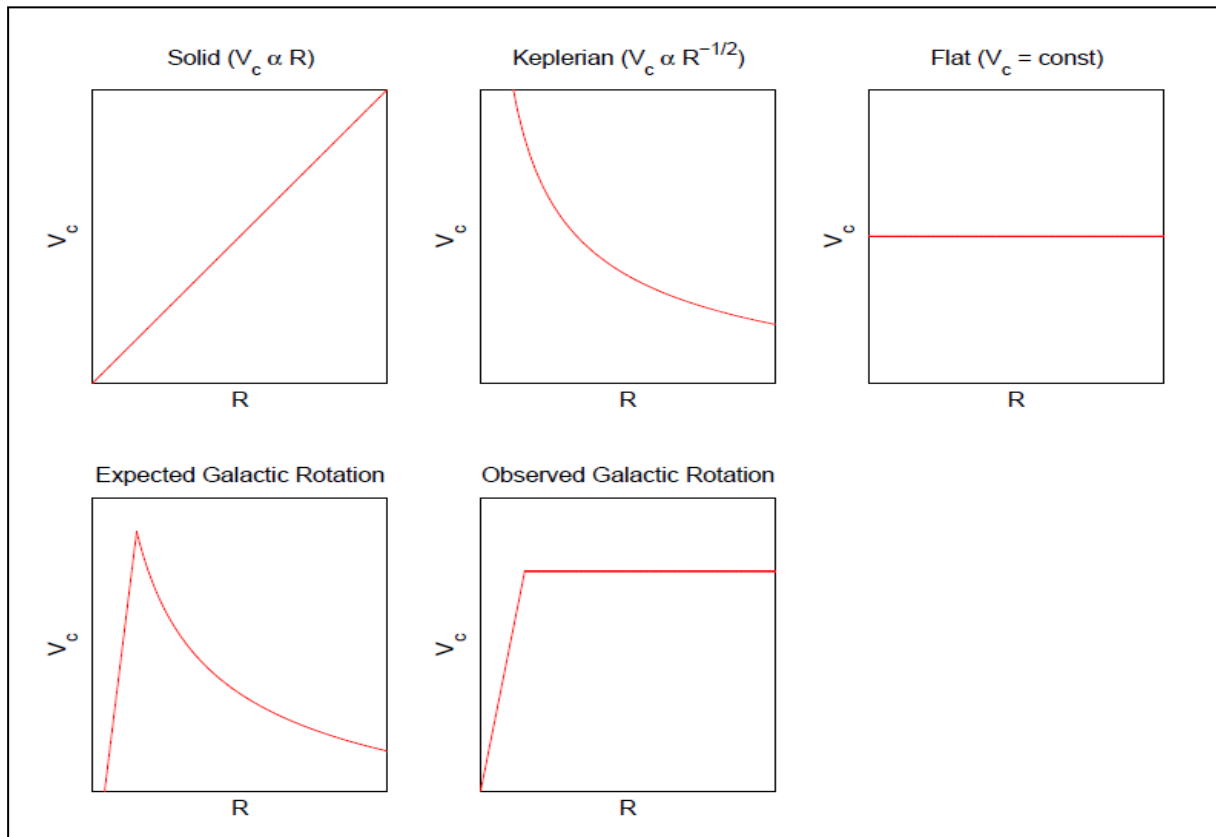 Solid (V_c α R)
Keplerian (V_c α R^{-1/2})
Flat (V_c = const)
V_c
V_c
V_c
R
R
R
Expected Galactic Rotation
Observed Galactic Rotation
V_c
V_c
R
R